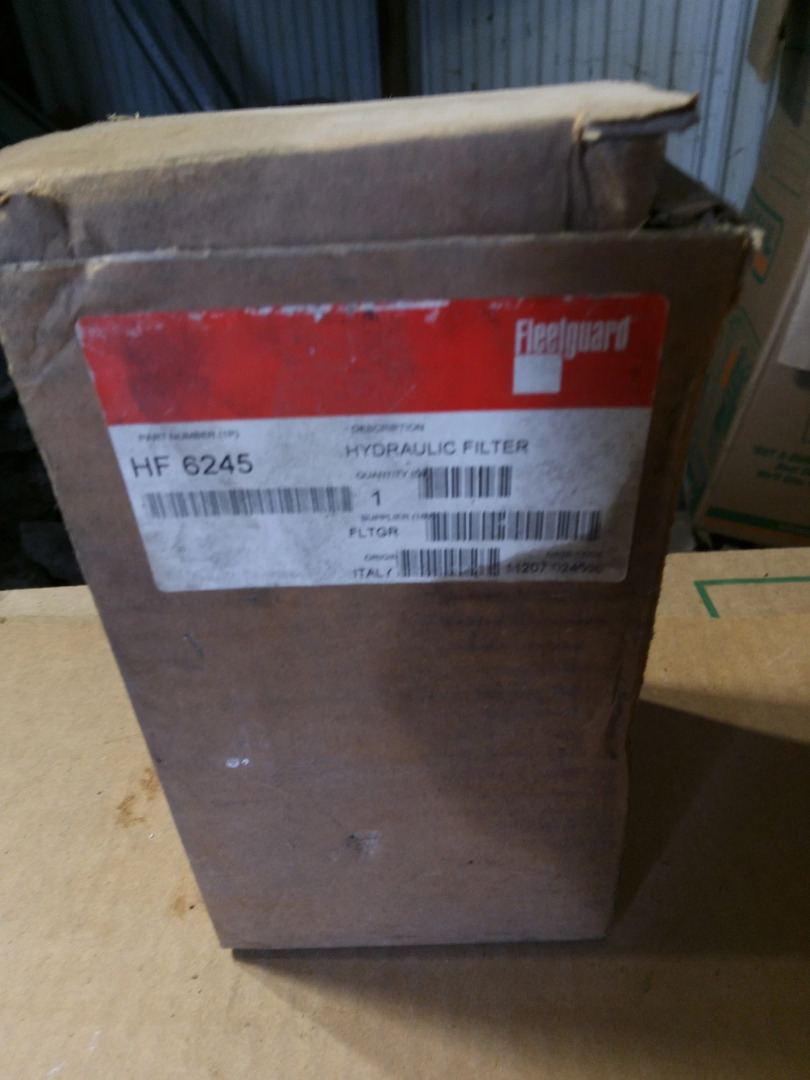 Fleetguard
PART NUMBER (1P)
HF 6245
DESCRIPTION
HYDRAULIC FILTER
QUANTITY
1
SUPPLIER
FLTGR
ORIGIN
ITALY